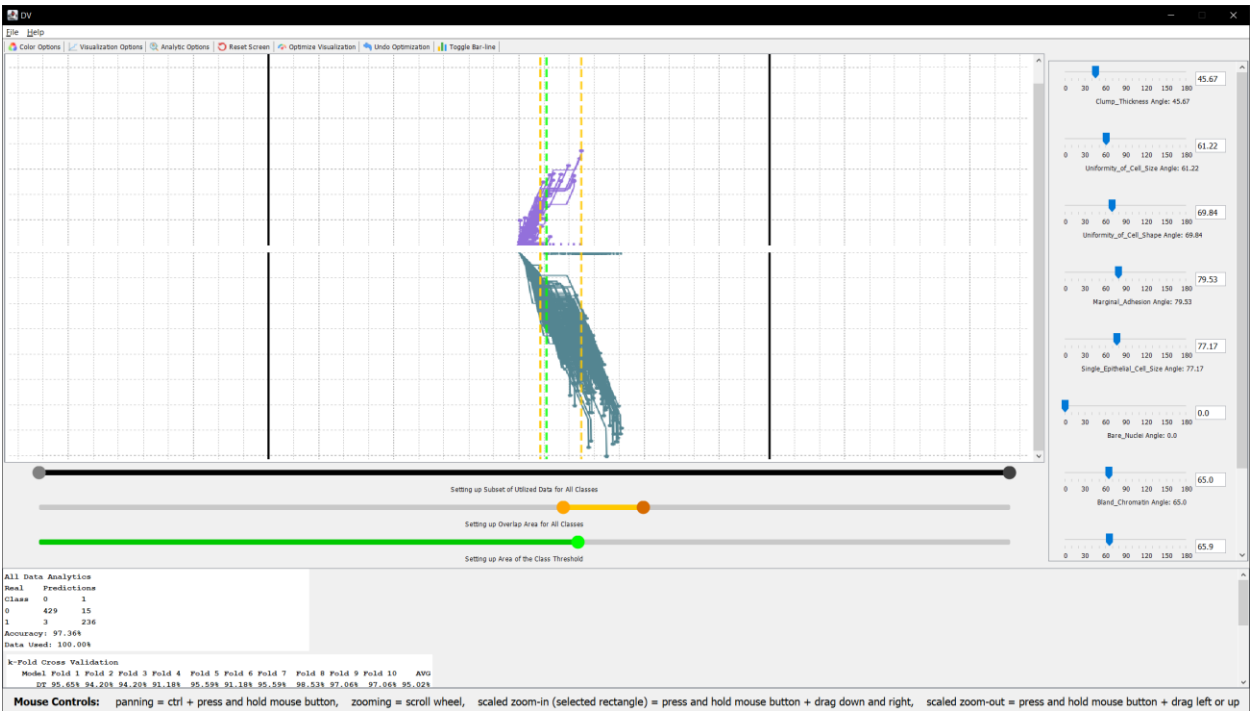 DV
File Help
Color Options Visualization Options Analytic Options Reset Screen Optimize Visualization Undo Optimization Toggle Bar-line
45.67
0 30 60 90 120 150 180
Clump_Thickness Angle: 45.67
61.22
0 30 60 90 120 150 180
Uniformity_of_Cell_Size Angle: 61.22
69.84
0 30 60 90 120 150 180
Uniformity_of_Cell_Shape Angle: 69.84
79.53
0 30 60 90 120 150 180
Marginal_Adhesion Angle: 79.53
77.17
0 30 60 90 120 150 180
Single_Epithelial_Cell_Size Angle: 77.17
0.0
0 30 60 90 120 150 180
Bare_Nuclei Angle: 0.0
65.0
0 30 60 90 120 150 180
Bland_Chromatin Angle: 65.0
65.9
0 30 60 90 120 150 180
Setting up Subset of Utilized Data for All Classes
Setting up Overlap Area for All Classes
Setting up Area of the Class Threshold
All Data Analytics
Real Predictions
Class 0 1
0 429 15
1 3 236
Accuracy: 97.36%
Data Used: 100.00%
k-Fold Cross Validation
Model Fold 1 Fold 2 Fold 3 Fold 4 Fold 5 Fold 6 Fold 7 Fold 8 Fold 9 Fold 10 AVG
DT 95.65% 94.20% 94.20% 91.18% 95.59% 91.18% 95.59% 98.53% 97.06% 97.06% 95.02%
Mouse Controls: panning = ctrl + press and hold mouse button, zooming = scroll wheel, scaled zoom-in (selected rectangle) = press and hold mouse button + drag down and right, scaled zoom-out = press and hold mouse button + drag left or up